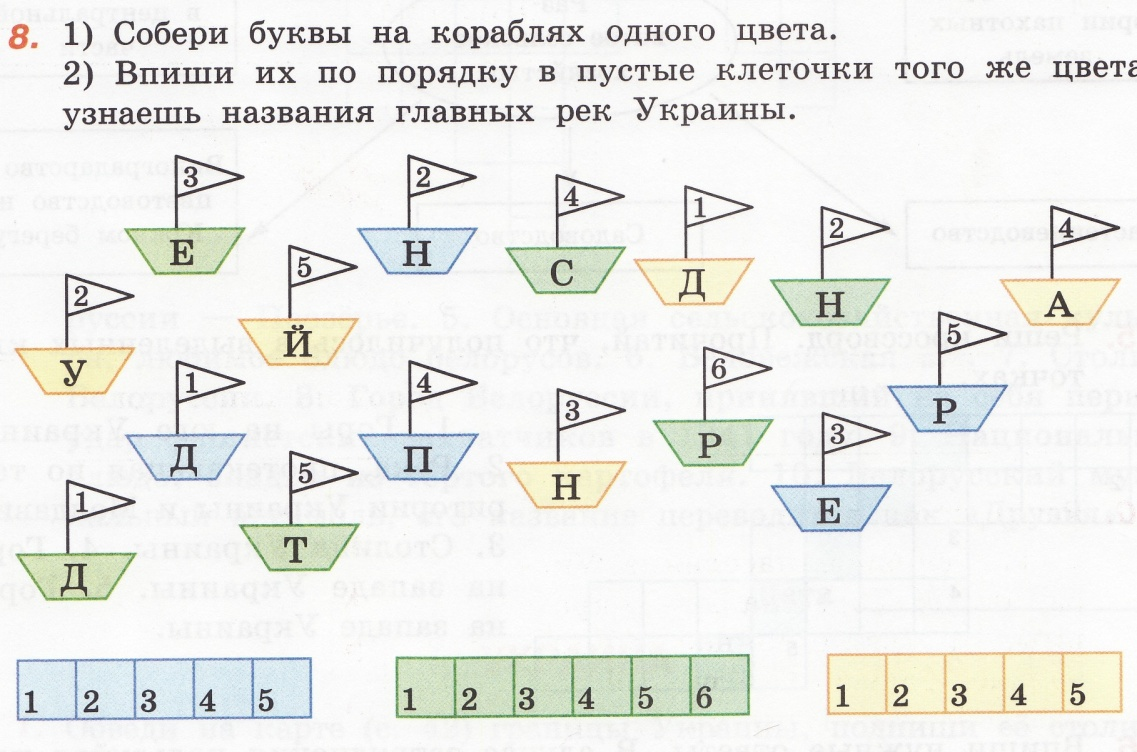 8. 1) Собери буквы на кораблях одного цвета.
2) Впиши их по порядку в пустые клеточки того же цвета
узнаешь названия главных рек Украины.
3 Е
2 Н
4 С
1 Д
2 Н
4 А
2 У
5 Й
5 Р
6 Р
1 Д
4 П
3 Н
3 Е
1 Д
5 Т
1 2 3 4 5
1 2 3 4 5 6
1 2 3 4 5